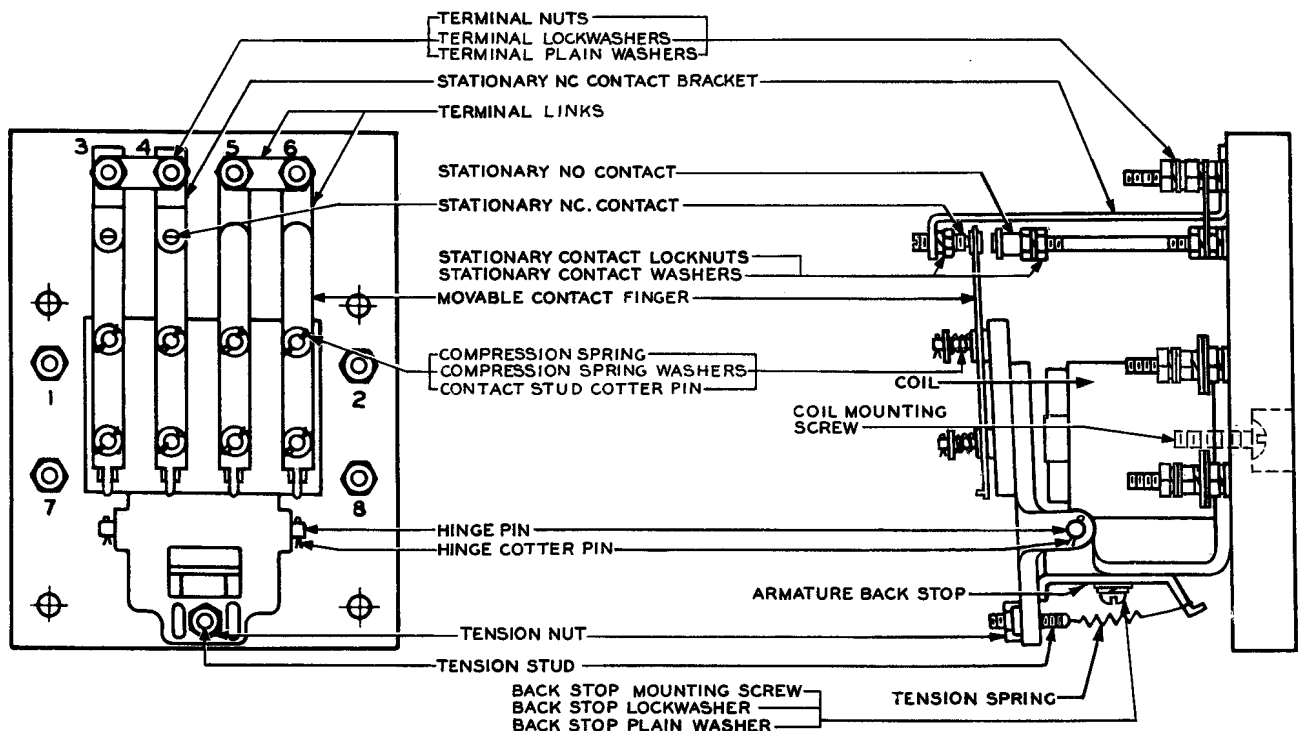 TERMINAL NUTS
TERMINAL LOCKWASHERS
TERMINAL PLAIN WASHERS
STATIONARY NC CONTACT BRACKET
TERMINAL LINKS
3 4 5 6
STATIONARY NO CONTACT
STATIONARY NC. CONTACT
STATIONARY CONTACT LOCKNUTS
STATIONARY CONTACT WASHERS
MOVABLE CONTACT FINGER
COMPRESSION SPRING
COMPRESSION SPRING WASHERS
CONTACT STUD COTTER PIN
COIL
1 2
COIL MOUNTING
SCREW
7 8
HINGE PIN
HINGE COTTER PIN
ARMATURE BACK STOP
TENSION NUT
TENSION STUD
BACK STOP MOUNTING SCREW
BACK STOP LOCKWASHER
BACK STOP PLAIN WASHER
TENSION SPRING